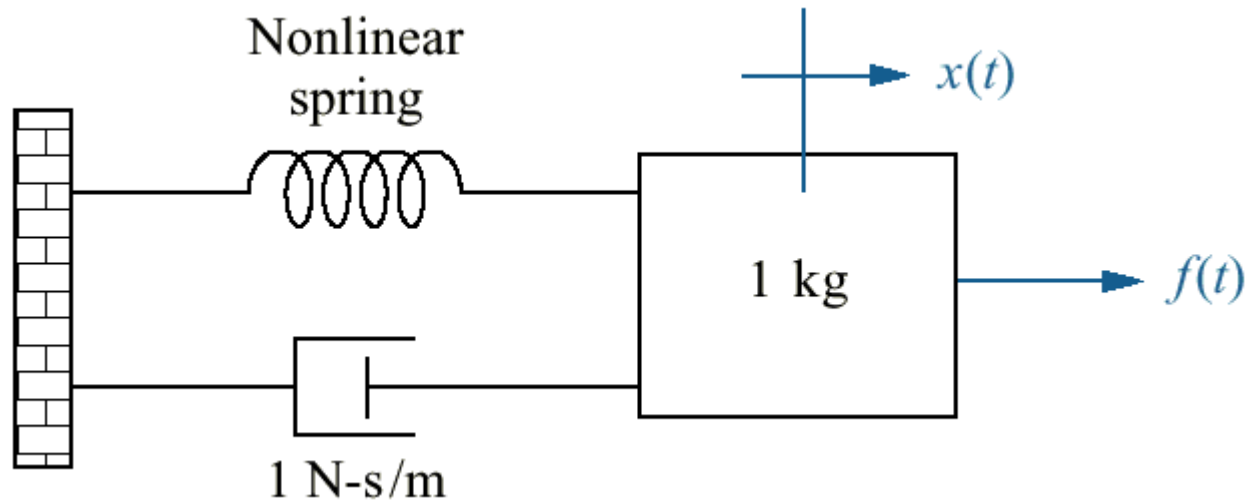 Nonlinear
spring
x(t)
1 kg
f(t)
1 N-s/m